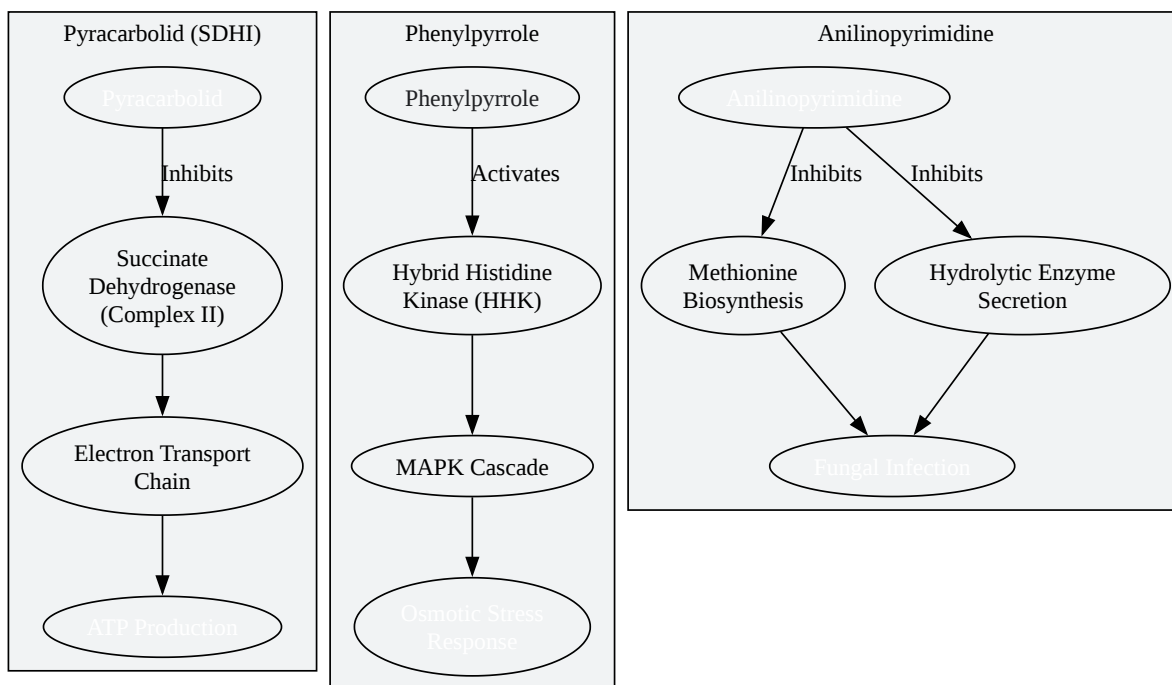 Pyracarbolid (SDHI)
Pyracarbolid
Inhibits
Succinate
Dehydrogenase
(Complex II)
Electron Transport
Chain
ATP Production
Phenylpyrrole
Phenylpyrrole
Activates
Hybrid Histidine
Kinase (HHK)
MAPK Cascade
Osmotic Stress
Response
Anilinopyrimidine
Anilinopyrimidine
Inhibits
Inhibits
Methionine
Biosynthesis
Hydrolytic Enzyme
Secretion
Fungal Infection